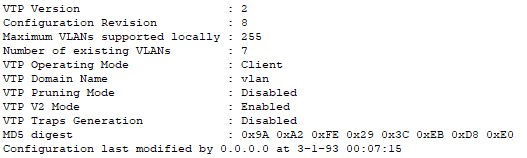 VTP Version : 2
Configuration Revision : 8
Maximum VLANs supported locally : 255
Number of existing VLANs : 7
VTP Operating Mode : Client
VTP Domain Name : vlan
VTP Pruning Mode : Disabled
VTP V2 Mode : Enabled
VTP Traps Generation : Disabled
MD5 digest : 0x9A 0xA2 0xFE 0x29 0x3C 0xEB 0xD8 0xE0
Configuration last modified by 0.0.0.0 at 3-1-93 00:07:15